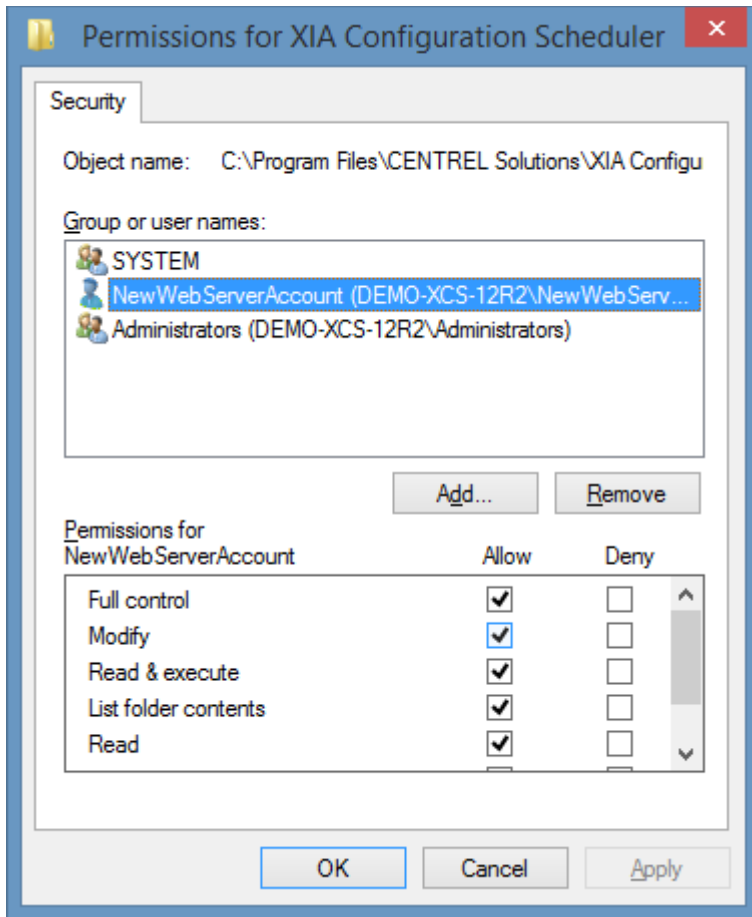 Permissions for XIA Configuration Scheduler
Security
Object name: C:\Program Files\CENTREL Solutions\XIA Configu
Group or user names:
SYSTEM
NewWebServerAccount (DEMO-XCS-12R2\NewWebServ...
Administrators (DEMO-XCS-12R2\Administrators)
Add... Remove
Permissions for
NewWebServerAccount Allow Deny
Full control
Modify
Read & execute
List folder contents
Read
OK Cancel Apply